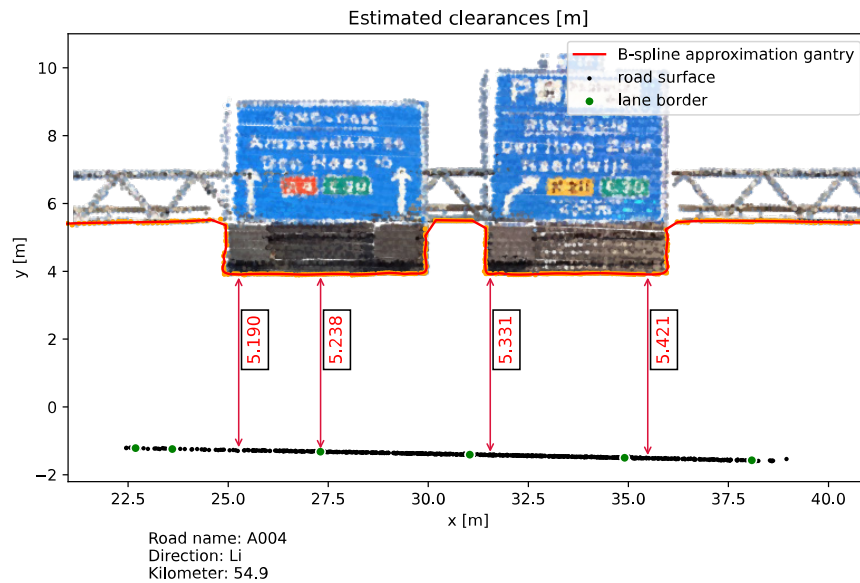 Estimated clearances [m]
B-spline approximation gantry
road surface
lane border
10
8
6
4
2
0
−2
y [m]
P
RING-Zuid
Den Haag Zuid
Naaldwijk
Amsterdam
Den Haag
5.190
5.238
5.331
5.421
22.5
25.0
27.5
30.0
32.5
35.0
37.5
40.0
x [m]
Road name: A004
Direction: Li
Kilometer: 54.9